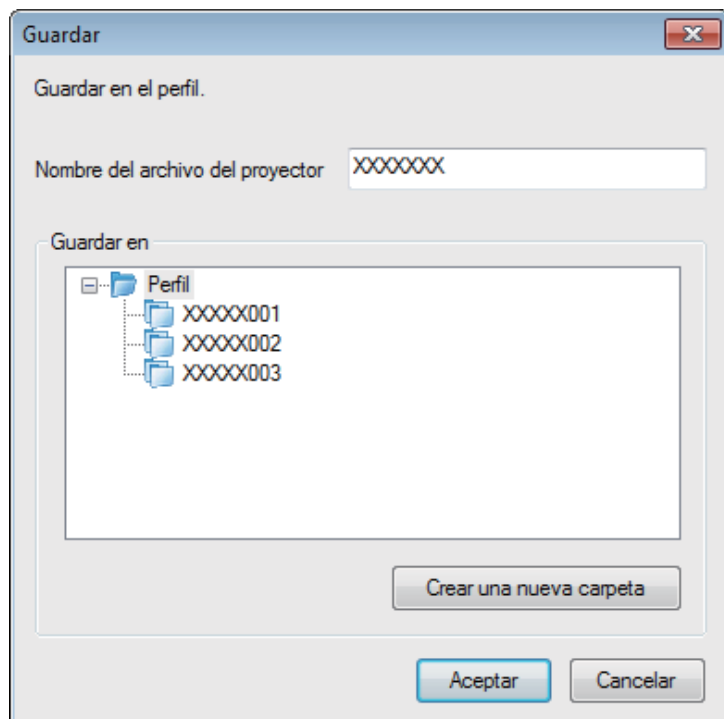 Guardar
Guardar en el perfil.
Nombre del archivo del proyector XXXXXXX
Guardar en
Perfil
XXXXX001
XXXXX002
XXXXX003
Crear una nueva carpeta
Aceptar Cancelar